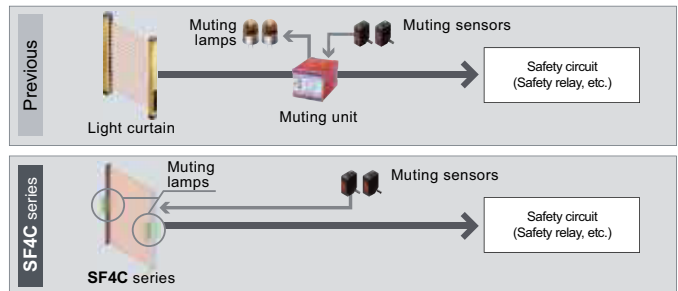 Previous
Muting
lamps
Muting sensors
Light curtain
Muting unit
Safety circuit
(Safety relay, etc.)
SF4C series
Muting
lamps
Muting sensors
SF4C series
Safety circuit
(Safety relay, etc.)